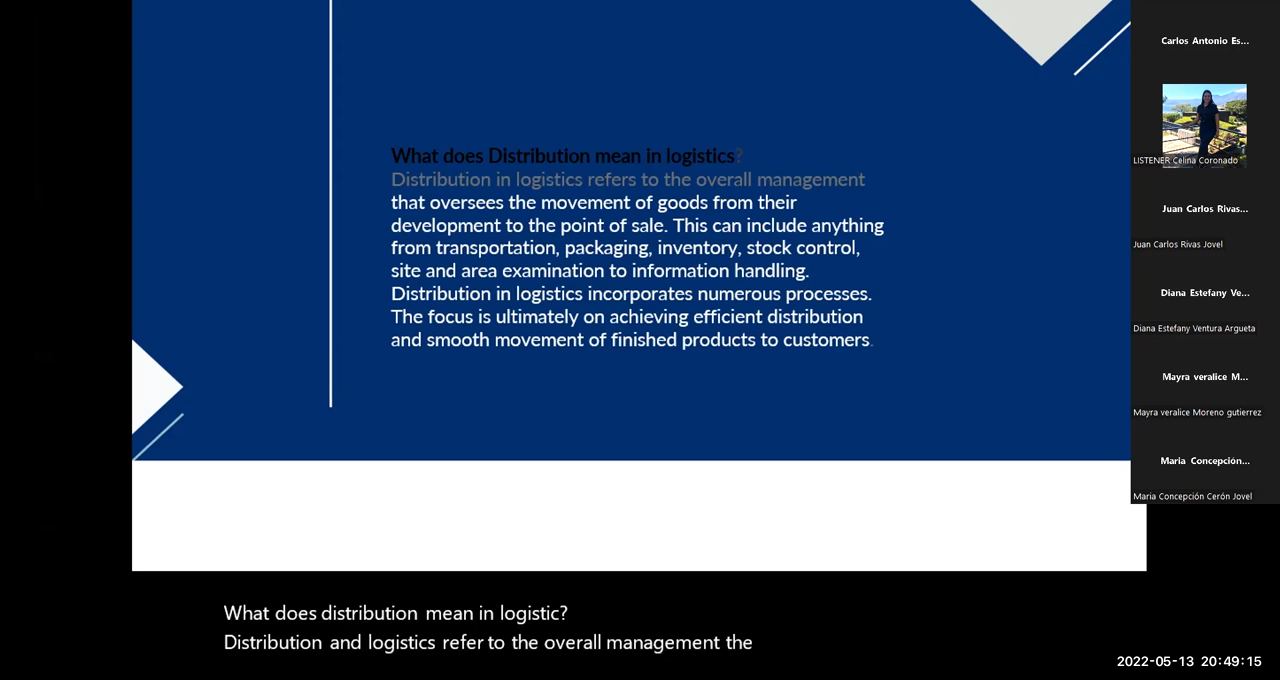 What does Distribution mean in logistics?
Distribution in logistics refers to the overall management
that oversees the movement of goods from their
development to the point of sale. This can include anything
from transportation, packaging, inventory, stock control,
site and area examination to information handling.
Distribution in logistics incorporates numerous processes.
The focus is ultimately on achieving efficient distribution
and smooth movement of finished products to customers.
Carlos Antonio Es...
LISTENER Celina Coronado
Juan Carlos Rivas...
Juan Carlos Rivas Jovel
Diana Estefany Ve...
Diana Estefany Ventura Argueta
Mayra veralice M...
Mayra veralice Moreno gutierrez
Maria Concepción...
Maria Concepción Cerón Jovel
What does distribution mean in logistic?
Distribution and logistics refer to the overall management the
2022-05-13 20:49:15